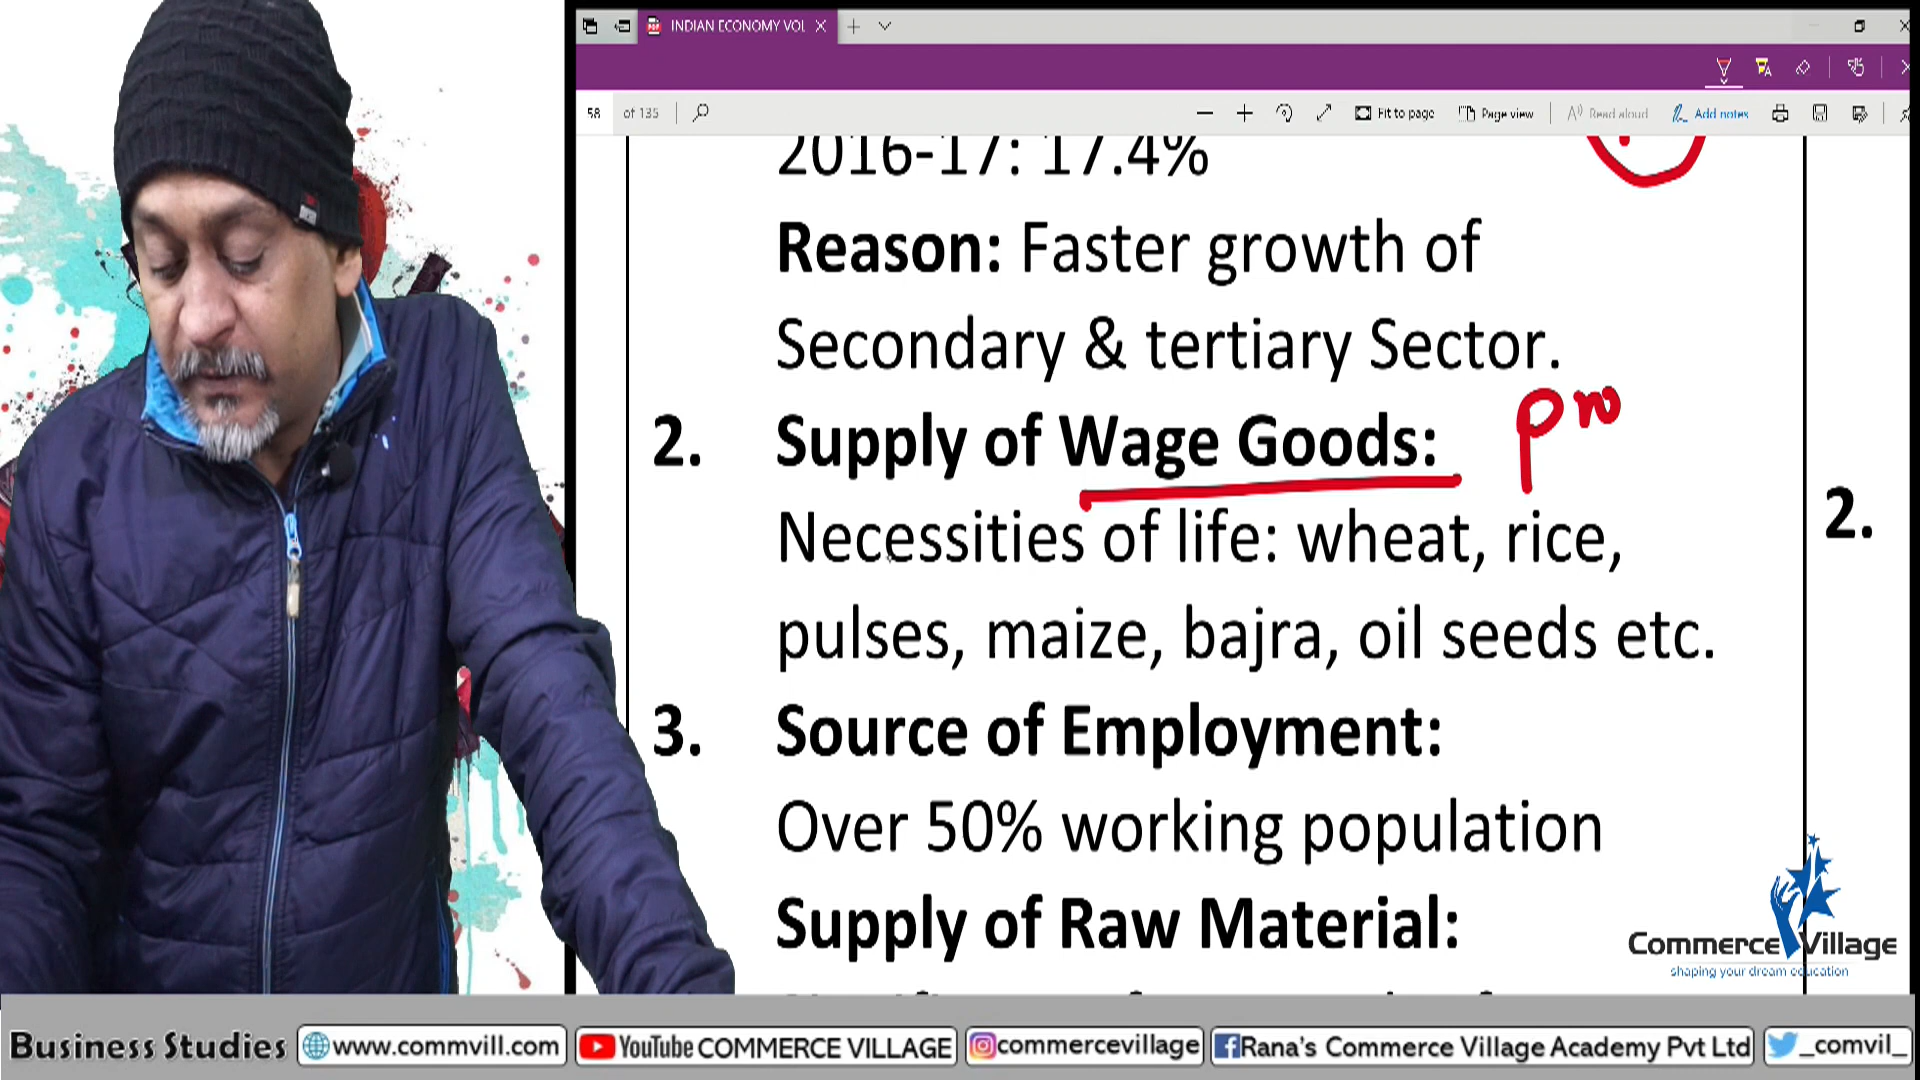 INDIAN ECONOMY VOL
58 of 135
Fit to page
Page view
Read aloud
Add notes
2016-17: 17.4%
Reason: Faster growth of
Secondary & tertiary Sector.
2. Supply of Wage Goods: Pro
Necessities of life: wheat, rice,
pulses, maize, bajra, oil seeds etc.
3. Source of Employment:
Over 50% working population
Supply of Raw Material:
2.
Commerce Village
shaping your dream education
Business Studies
www.commvill.com
YouTube COMMERCE VILLAGE
commercevillage
Rana's Commerce Village Academy Pvt Ltd
_comvil_